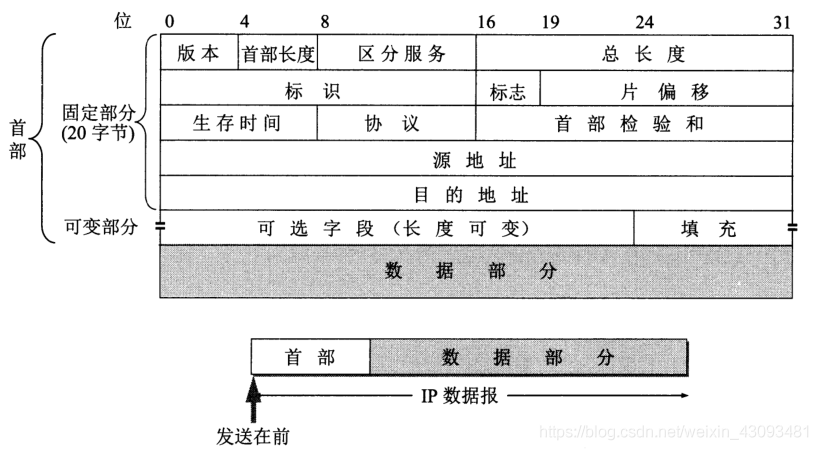 位 0 4 8 16 19 24 31
版本 首部长度 区分服务 总长度
标识 标志 片偏移
首部 固定部分 (20 字节) 生存时间 协议 首部检验和
源地址
目的地址
可变部分 可选字段（长度可变） 填充
数据部分
首部 数据部分
IP 数据报
发送在前
https://blog.csdn.net/weixin_43093481